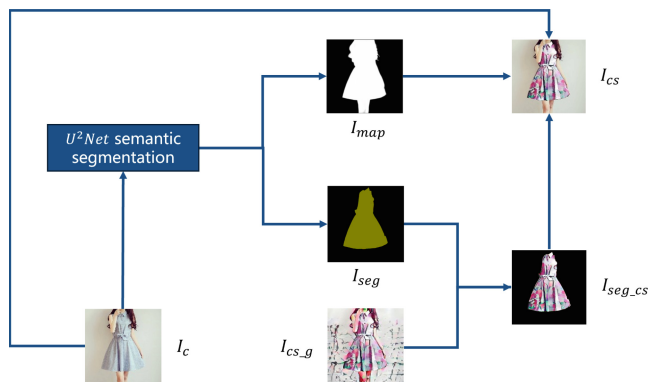 I_cs
I_map
U²Net semantic
segmentation
I_seg
I_seg_cs
I_c
I_cs_g